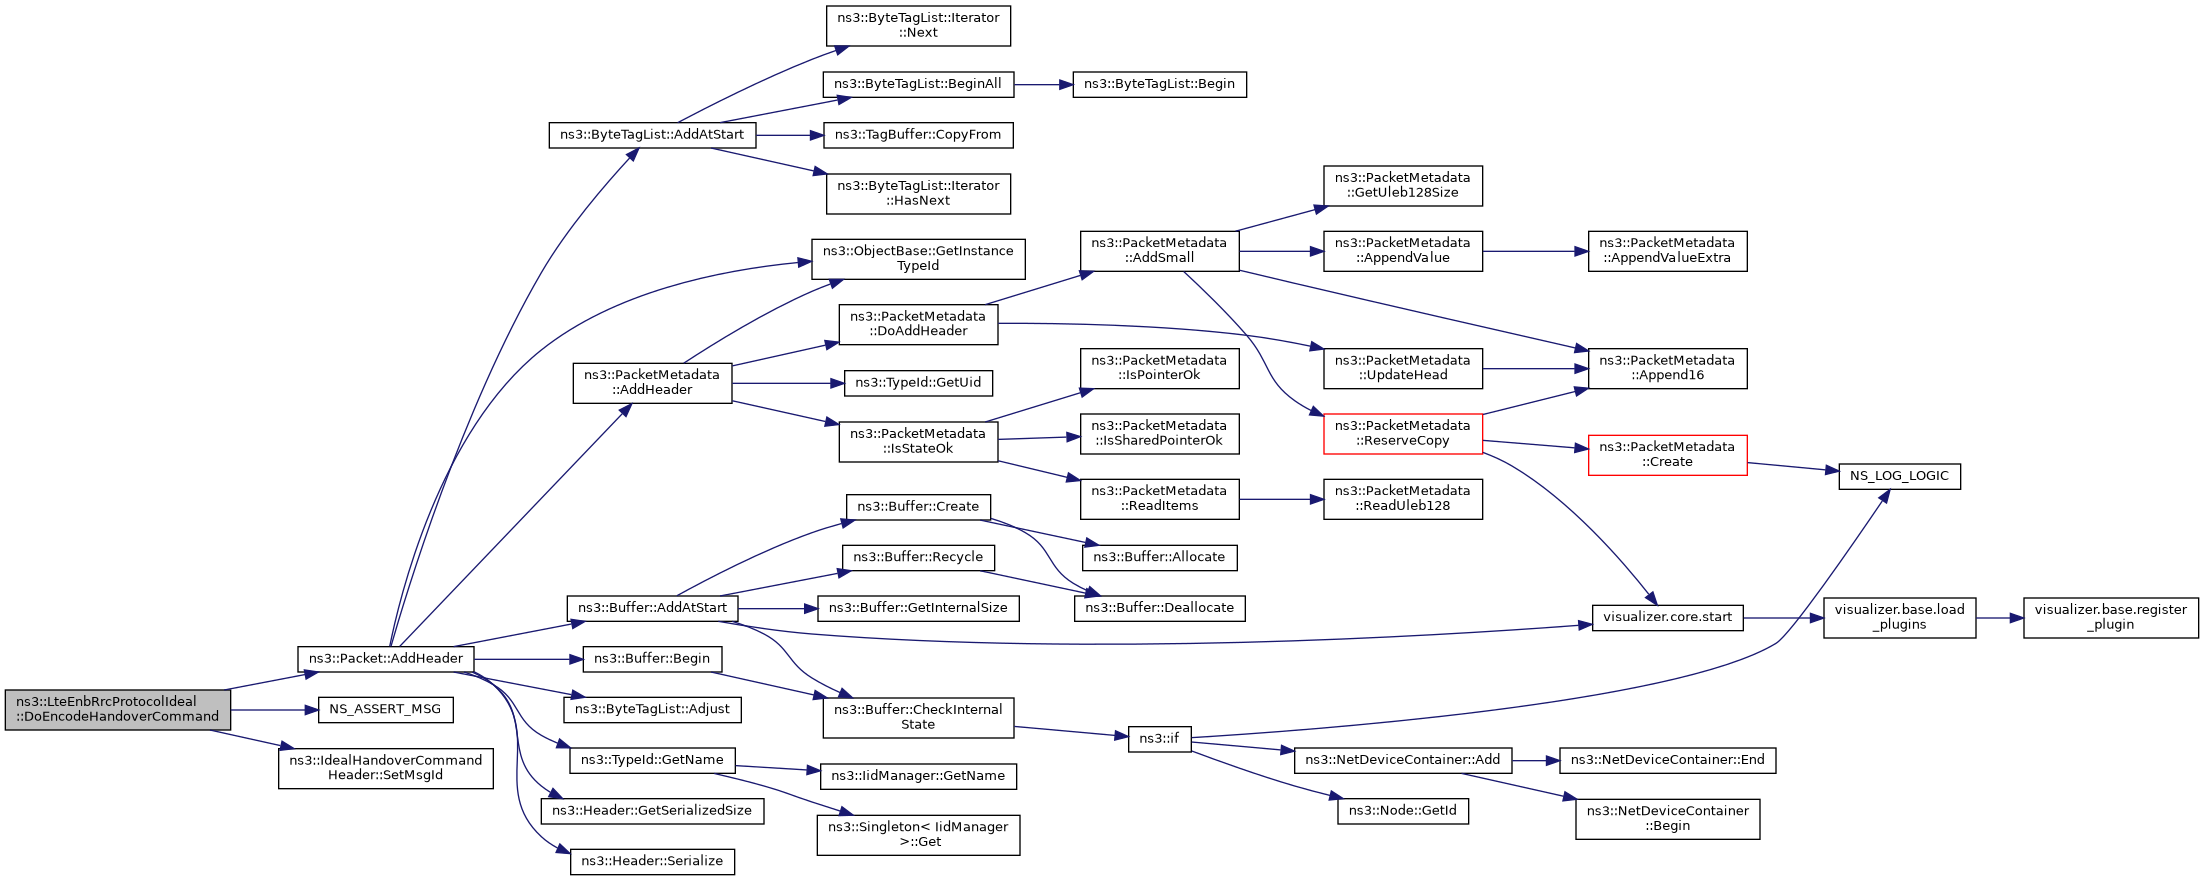 ns3::LteEnbRrcProtocolIdeal
::DoEncodeHandoverCommand
ns3::Packet::AddHeader
NS_ASSERT_MSG
ns3::IdealHandoverCommand
Header::SetMsgId
ns3::ByteTagList::AddAtStart
ns3::PacketMetadata
::AddHeader
ns3::Buffer::AddAtStart
ns3::Buffer::Begin
ns3::ByteTagList::Adjust
ns3::TypeId::GetName
ns3::Header::GetSerializedSize
ns3::Header::Serialize
ns3::ByteTagList::Iterator
::Next
ns3::ByteTagList::BeginAll
ns3::TagBuffer::CopyFrom
ns3::ByteTagList::Iterator
::HasNext
ns3::ObjectBase::GetInstance
TypeId
ns3::PacketMetadata
::DoAddHeader
ns3::TypeId::GetUid
ns3::PacketMetadata
::IsStateOk
ns3::Buffer::Create
ns3::Buffer::Recycle
ns3::Buffer::GetInternalSize
ns3::Buffer::CheckInternal
State
ns3::IidManager::GetName
ns3::Singleton< IidManager
>::Get
ns3::ByteTagList::Begin
ns3::PacketMetadata
::AddSmall
ns3::PacketMetadata
::IsPointerOk
ns3::PacketMetadata
::IsSharedPointerOk
ns3::PacketMetadata
::ReadItems
ns3::Buffer::Allocate
ns3::Buffer::Deallocate
ns3::if
ns3::PacketMetadata
::GetUleb128Size
ns3::PacketMetadata
::AppendValue
ns3::PacketMetadata
::UpdateHead
ns3::PacketMetadata
::ReserveCopy
ns3::PacketMetadata
::ReadUleb128
ns3::NetDeviceContainer::Add
ns3::Node::GetId
ns3::PacketMetadata
::AppendValueExtra
ns3::PacketMetadata
::Append16
ns3::PacketMetadata
::Create
visualizer.core.start
ns3::NetDeviceContainer::End
ns3::NetDeviceContainer
::Begin
NS_LOG_LOGIC
visualizer.base.load
_plugins
visualizer.base.register
_plugin